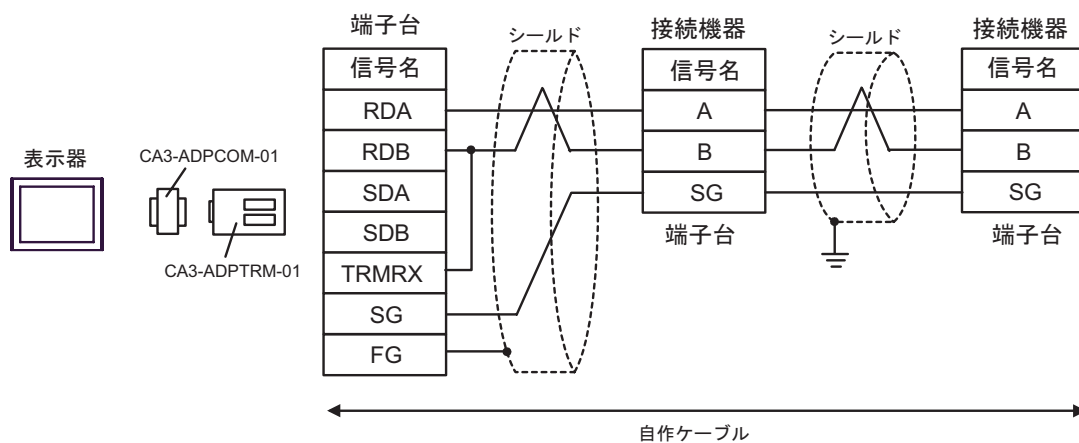 表示器
CA3-ADPCOM-01
CA3-ADPTRM-01
端子台
信号名
RDA
RDB
SDA
SDB
TRMRX
SG
FG
シールド
接続機器
信号名
A
B
SG
端子台
シールド
接続機器
信号名
A
B
SG
端子台
自作ケーブル